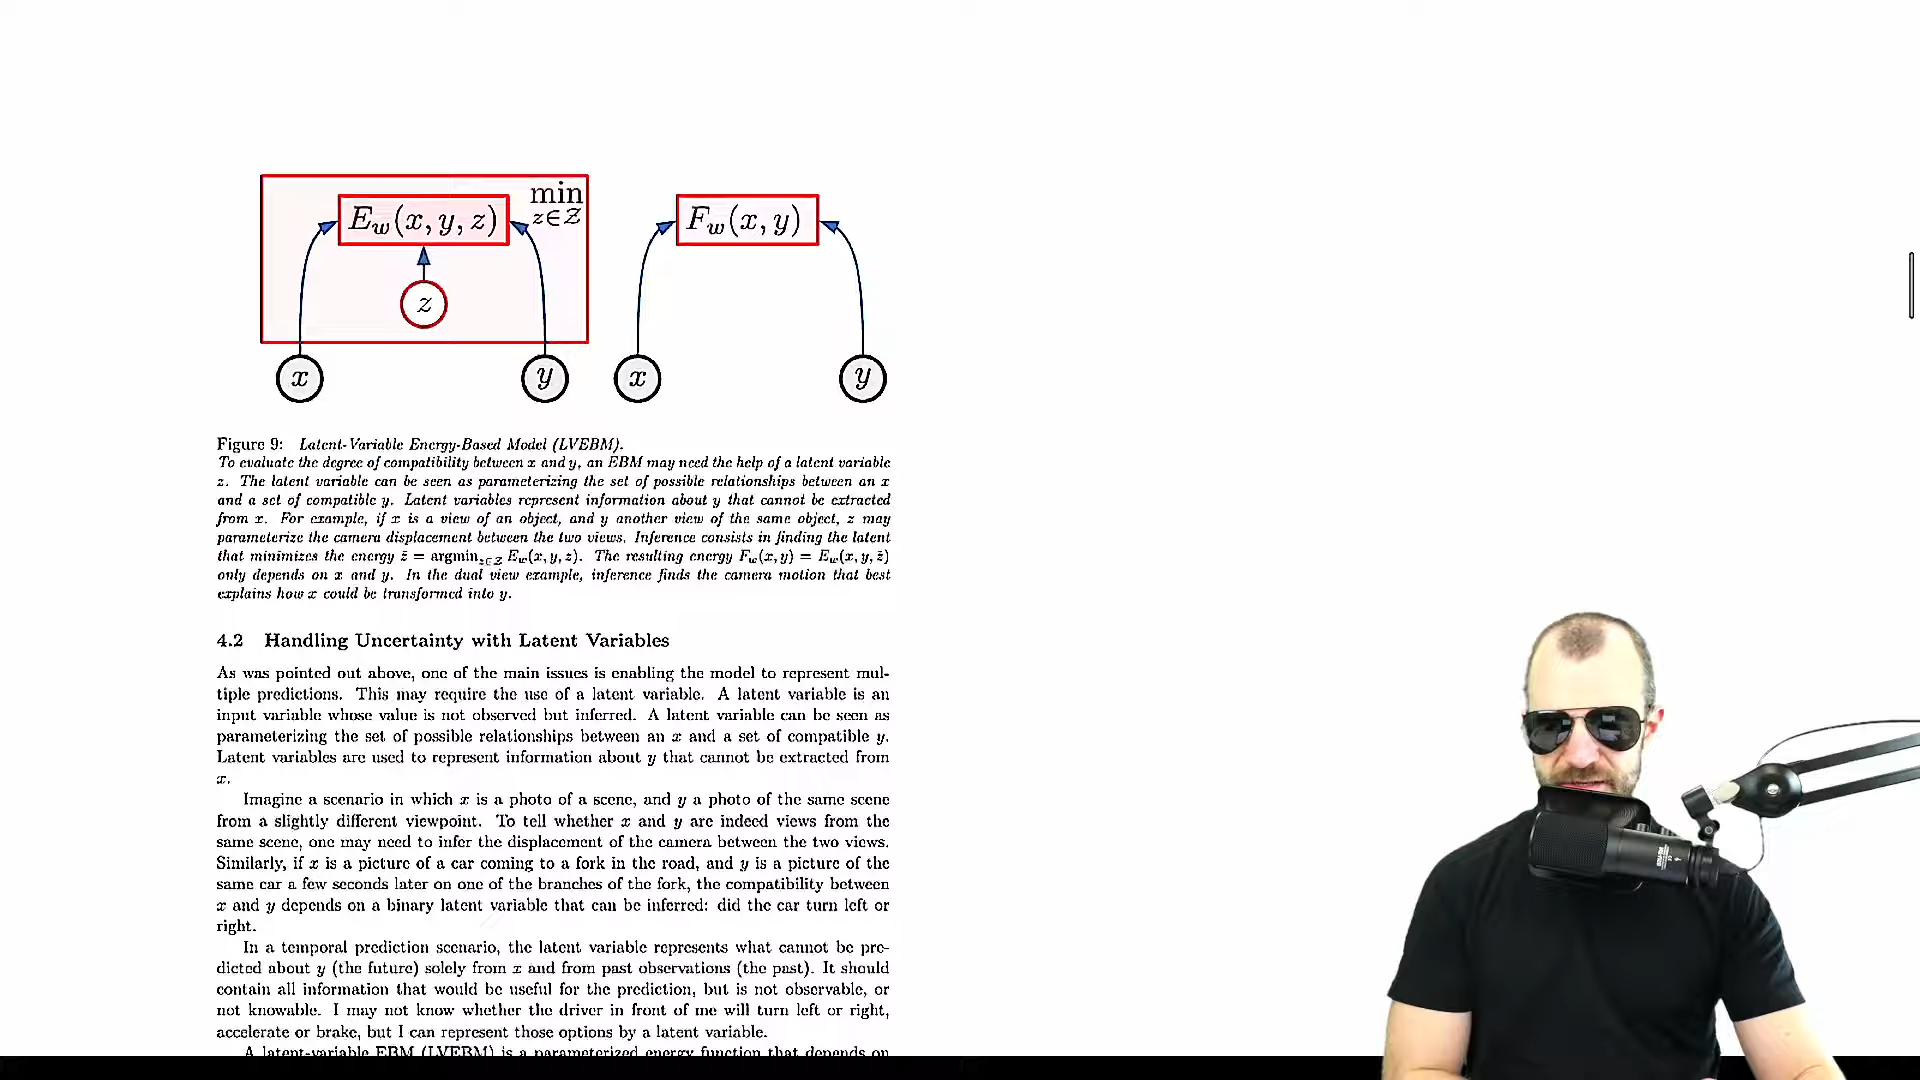 min
E_w(x, y, z)
z∈𝒵
F_w(x, y)
z
x
y
x
y
Figure 9: Latent-Variable Energy-Based Model (LVEBM).
To evaluate the degree of compatibility between x and y, an EBM may need the help of a latent variable
z. The latent variable can be seen as parameterizing the set of possible relationships between an x
and a set of compatible y. Latent variables represent information about y that cannot be extracted
from x. For example, if x is a view of an object, and y another view of the same object, z may
parameterize the camera displacement between the two views. Inference consists in finding the latent
that minimizes the energy ž = argmin_{z∈𝒵} E_w(x, y, z). The resulting energy F_w(x, y) = E_w(x, y, ž)
only depends on x and y. In the dual view example, inference finds the camera motion that best
explains how x could be transformed into y.
4.2 Handling Uncertainty with Latent Variables
As was pointed out above, one of the main issues is enabling the model to represent mul-
tiple predictions. This may require the use of a latent variable. A latent variable is an
input variable whose value is not observed but inferred. A latent variable can be seen as
parameterizing the set of possible relationships between an x and a set of compatible y.
Latent variables are used to represent information about y that cannot be extracted from
x.
Imagine a scenario in which x is a photo of a scene, and y a photo of the same scene
from a slightly different viewpoint. To tell whether x and y are indeed views from the
same scene, one may need to infer the displacement of the camera between the two views.
Similarly, if x is a picture of a car coming to a fork in the road, and y is a picture of the
same car a few seconds later on one of the branches of the fork, the compatibility between
x and y depends on a binary latent variable that can be inferred: did the car turn left or
right.
In a temporal prediction scenario, the latent variable represents what cannot be pre-
dicted about y (the future) solely from x and from past observations (the past). It should
contain all information that would be useful for the prediction, but is not observable, or
not knowable. I may not know whether the driver in front of me will turn left or right,
accelerate or brake, but I can represent those options by a latent variable.
A latent-variable EBM (LVEBM) is a parameterized energy function that depends on